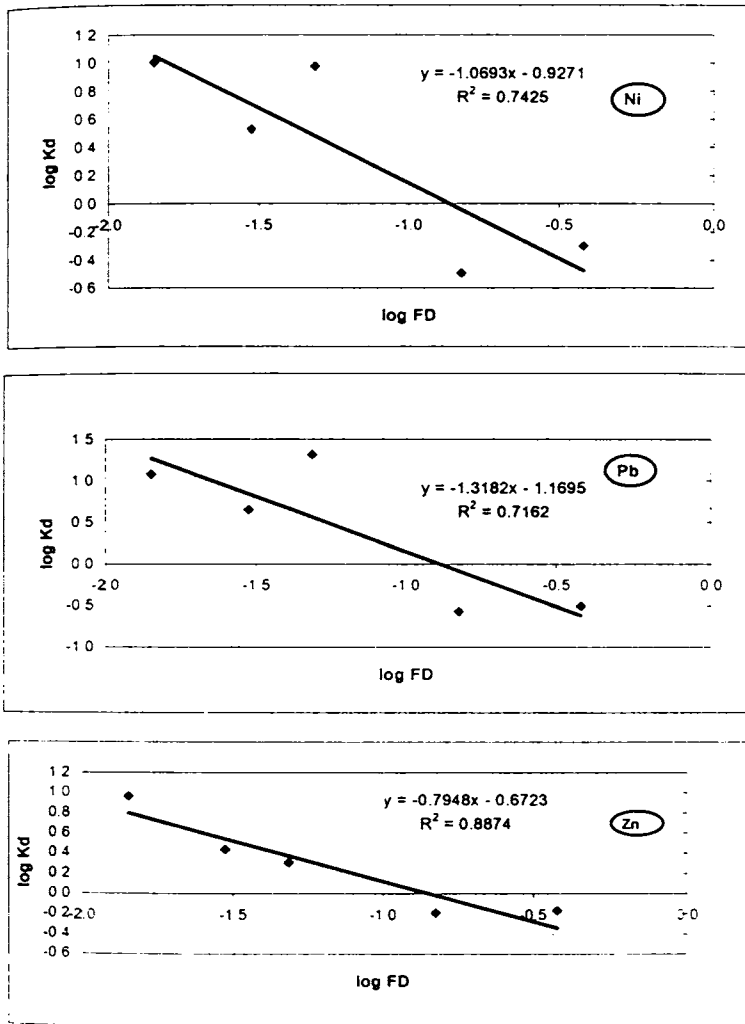 1 2
1 0
0 8
0 6
0 4
0 2
0.0
-0.2
-0 4
-0 6
log Kd
-2.0
-1.5
-1.0
-0.5
0.0
log FD
y = -1.0693x - 0.9271
R² = 0.7425
Ni
1 5
1 0
0 5
0 0
-0 5
-1 0
log Kd
-2 0
-1 5
-1 0
-0 5
0 0
log FD
y = -1.3182x - 1.1695
R² = 0.7162
Pb
1 2
1 0
0 8
0 6
0 4
0 2
0 0
-0 2
-0 4
0 6
log Kd
-2 0
-1.5
-1.0
-0.5
0·0
log FD
y = -0.7948x - 0.6723
R² = 0.8874
Zn